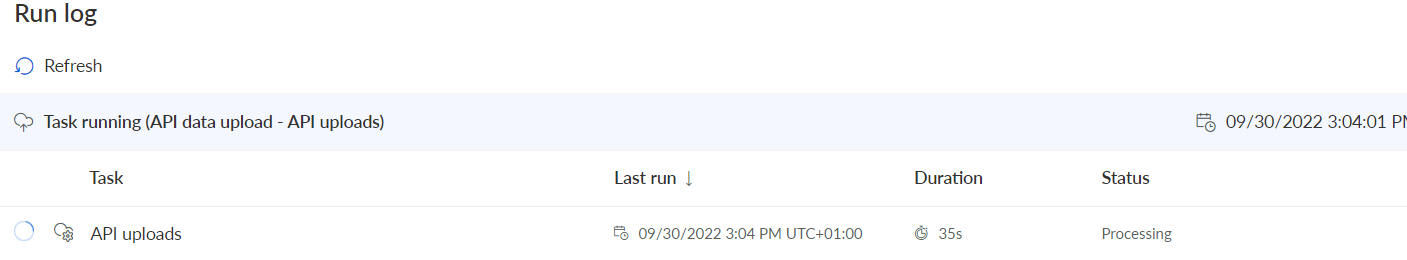 Run log
Refresh
Task running (API data upload - API uploads) 09/30/2022 3:04:01 PM
Task Last run ↓ Duration Status
API uploads 09/30/2022 3:04 PM UTC+01:00 35s Processing